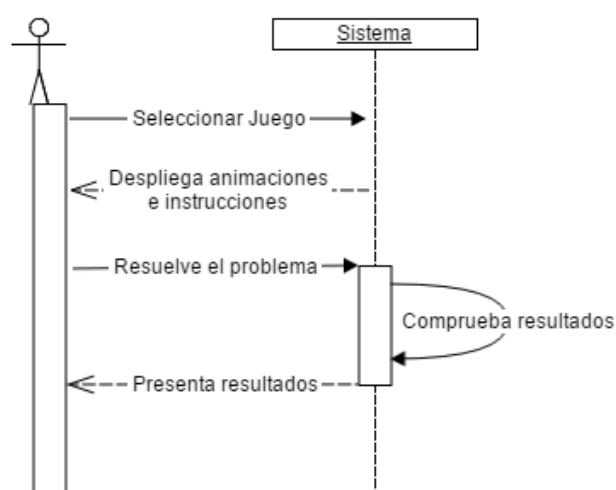 Sistema
Seleccionar Juego
Despliega animaciones
e instrucciones
Resuelve el problema
Comprueba resultados
Presenta resultados